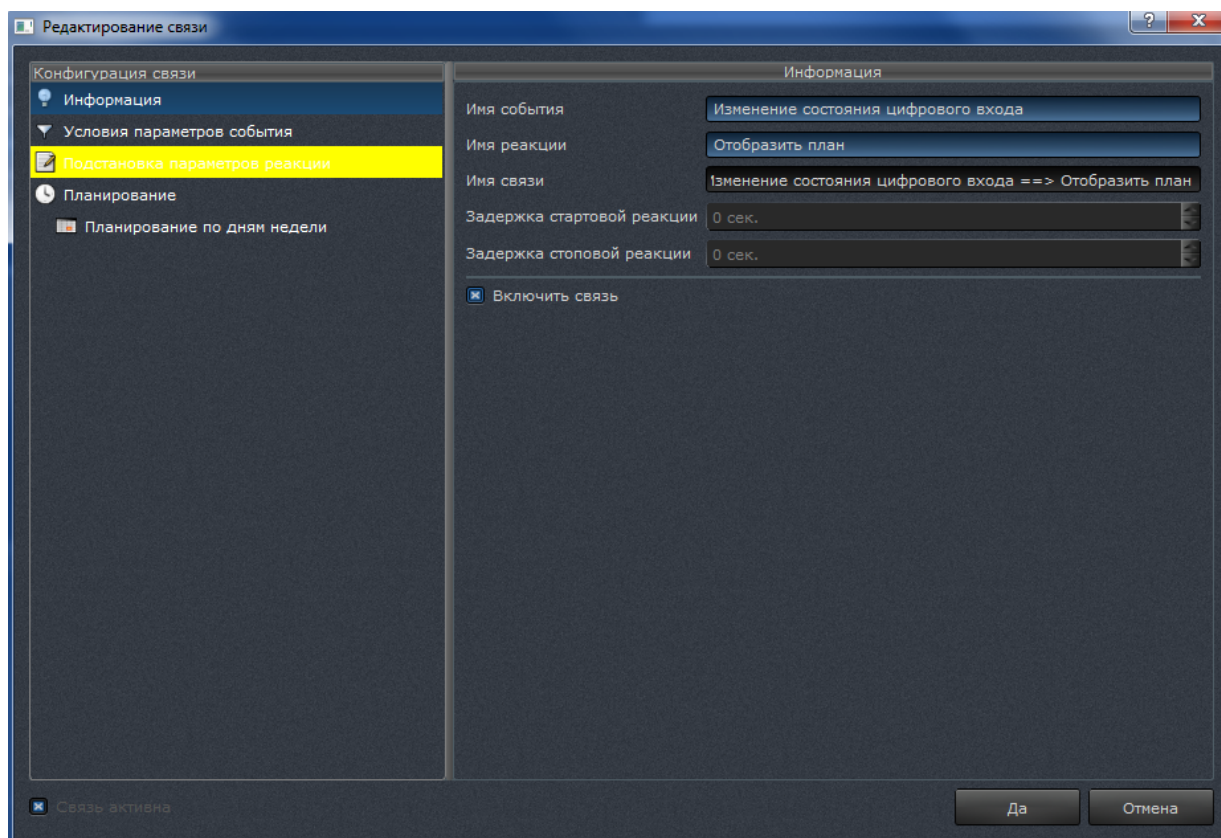 Редактирование связи
?
Конфигурация связи
Информация
Условия параметров события
Подстановка параметров реакции
Планирование
Планирование по дням недели
Информация
Имя события Изменение состояния цифрового входа
Имя реакции Отобразить план
Имя связи Изменение состояния цифрового входа ==> Отобразить план
Задержка стартовой реакции 0 сек.
Задержка стоповой реакции 0 сек.
Включить связь
Связь активна
Да
Отмена